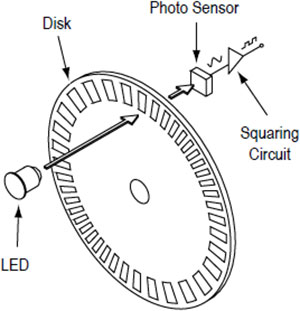 Photo Sensor
Disk
Squaring
Circuit
LED